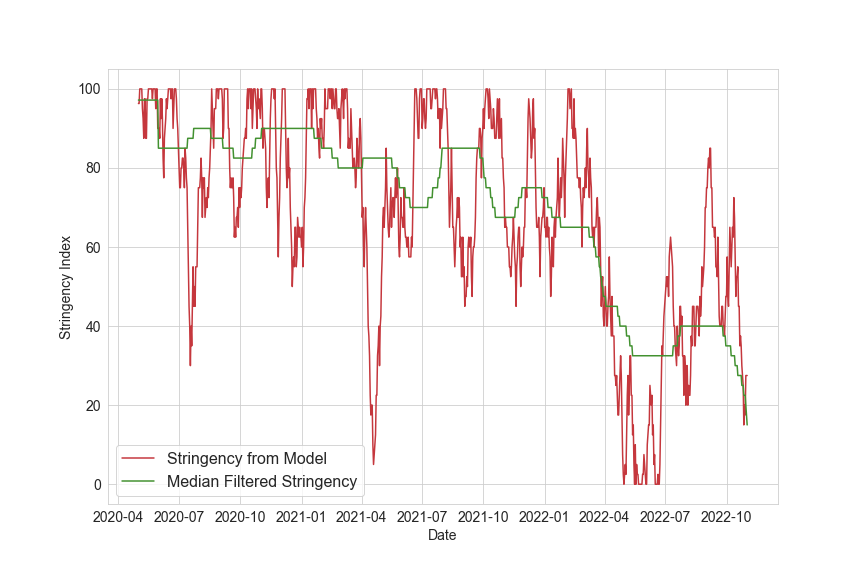 100
80
60
40
20
0
Stringency Index
Stringency from Model
Median Filtered Stringency
2020-04 2020-07 2020-10 2021-01 2021-04 2021-07 2021-10 2022-01 2022-04 2022-07 2022-10
Date